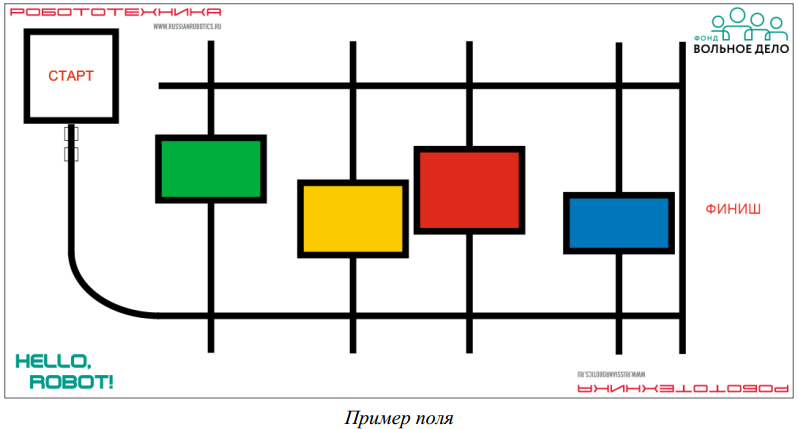 РОБОТОТЕХНИКА
WWW.RUSSIANROBOTICS.RU
ФОНД
ВОЛЬНОЕ ДЕЛО
СТАРТ
ФИНИШ
HELLO,
ROBOT!
WWW.RUSSIANROBOTICS.RU
РОБОТОТЕХНИКА
Пример поля